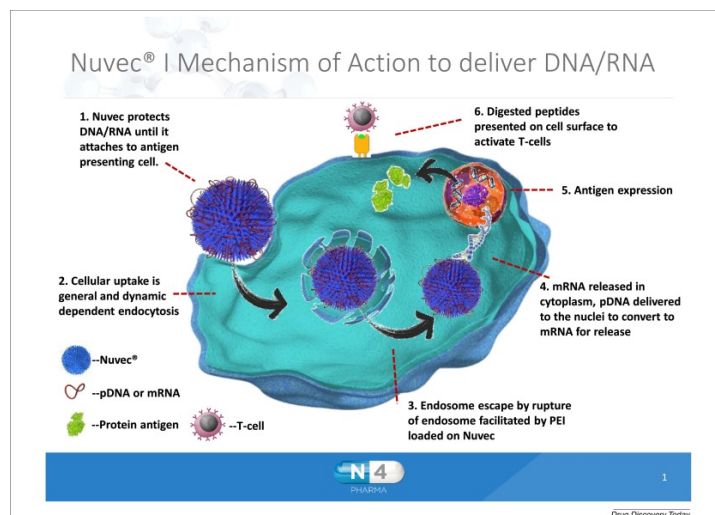 Nuvec® I Mechanism of Action to deliver DNA/RNA
1. Nuvec protects
DNA/RNA until it
attaches to antigen
presenting cell.
6. Digested peptides
presented on cell surface to
activate T-cells
5. Antigen expression
2. Cellular uptake is
general and dynamic
dependent endocytosis
4. mRNA released in
cytoplasm, pDNA delivered
to the nuclei to convert to
mRNA for release
--Nuvec®
--pDNA or mRNA
--Protein antigen
--T-cell
3. Endosome escape by rupture
of endosome facilitated by PEI
loaded on Nuvec
N4
PHARMA
1
Drug Discovery Today